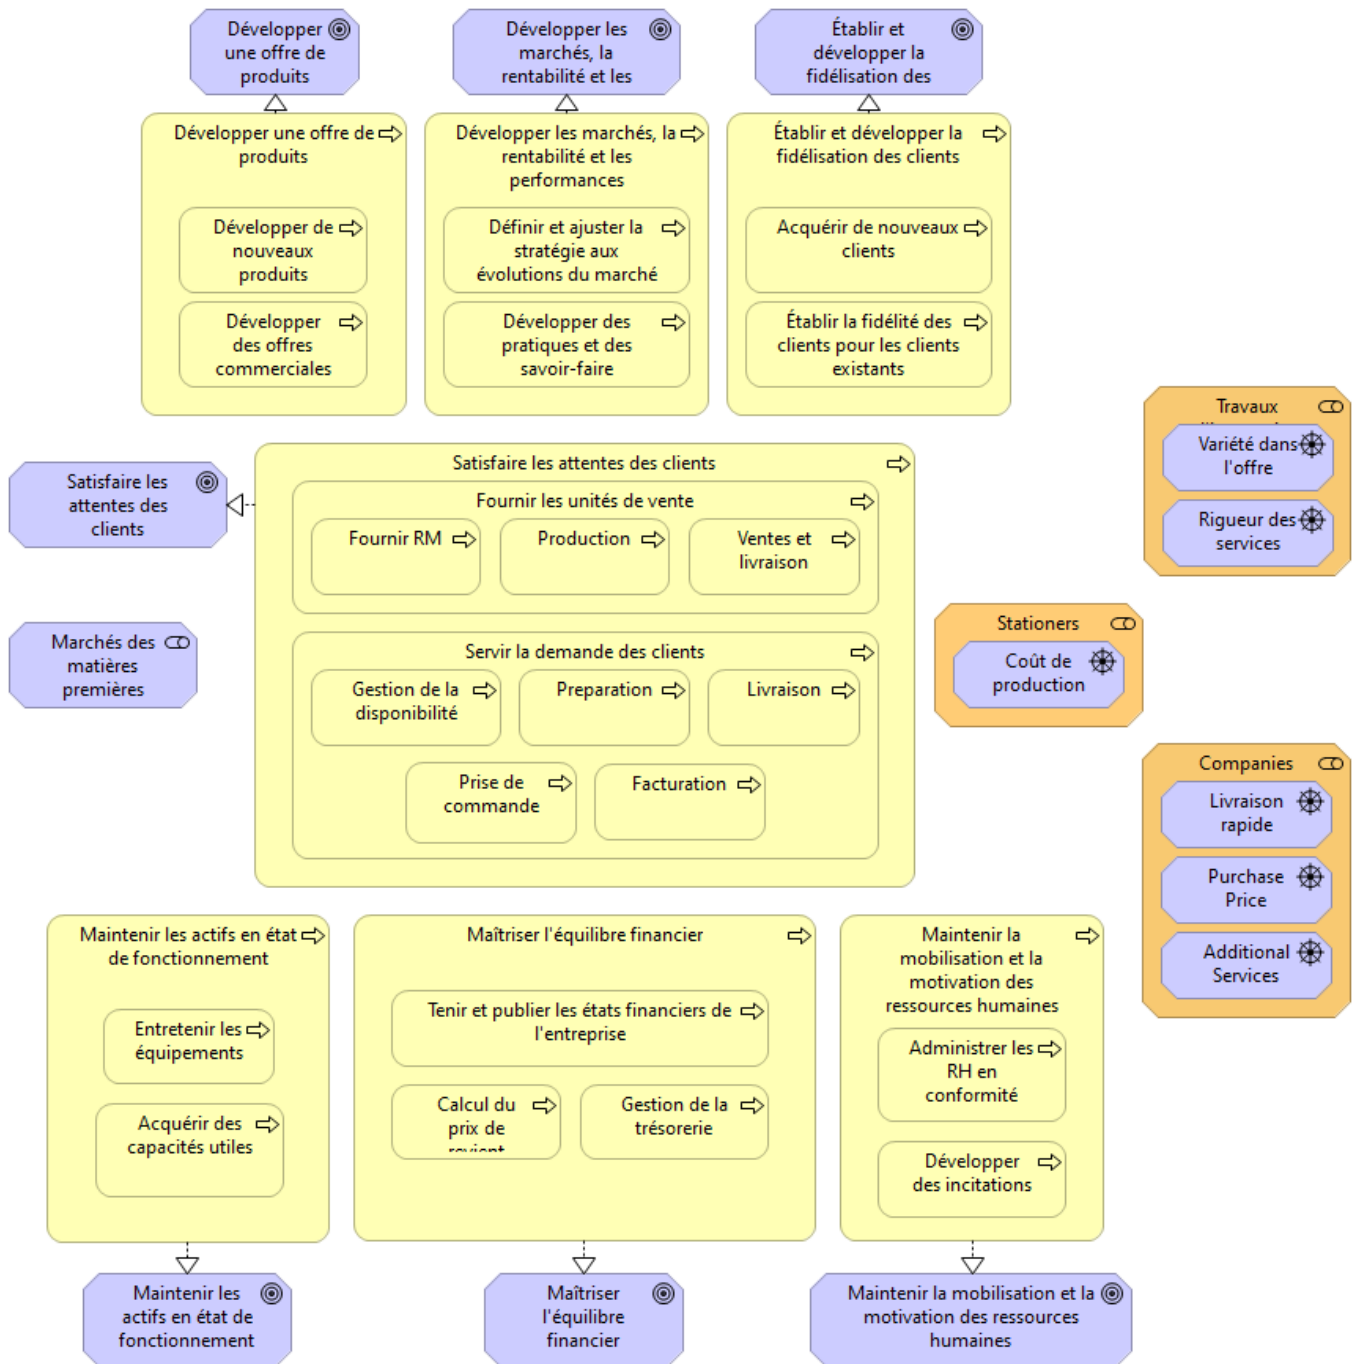 Développer
une offre de
produits
Développer les
marchés, la
rentabilité et les
Établir et
développer la
fidélisation des
Développer une offre de
produits
Développer de
nouveaux
produits
Développer
des offres
commerciales
Développer les marchés, la
rentabilité et les
performances
Définir et ajuster la
stratégie aux
évolutions du marché
Développer des
pratiques et des
savoir-faire
Établir et développer la
fidélisation des clients
Acquérir de nouveaux
clients
Établir la fidélité des
clients pour les clients
existants
Travaux
Variété dans
l'offre
Rigueur des
services
Satisfaire les
attentes des
clients
Satisfaire les attentes des clients
Fournir les unités de vente
Fournir RM
Production
Ventes et
livraison
Marchés des
matières
premières
Servir la demande des clients
Gestion de la
disponibilité
Preparation
Livraison
Prise de
commande
Facturation
Stationers
Coût de
production
Companies
Livraison
rapide
Purchase
Price
Additional
Services
Maintenir les actifs en état
de fonctionnement
Entretenir les
équipements
Acquérir des
capacités utiles
Maîtriser l'équilibre financier
Tenir et publier les états financiers de
l'entreprise
Calcul du
prix de
revient
Gestion de la
trésorerie
Maintenir la
mobilisation et la
motivation des
ressources humaines
Administrer les
RH en
conformité
Développer
des incitations
Maintenir les
actifs en état de
fonctionnement
Maîtriser
l'équilibre
financier
Maintenir la mobilisation et la
motivation des ressources
humaines